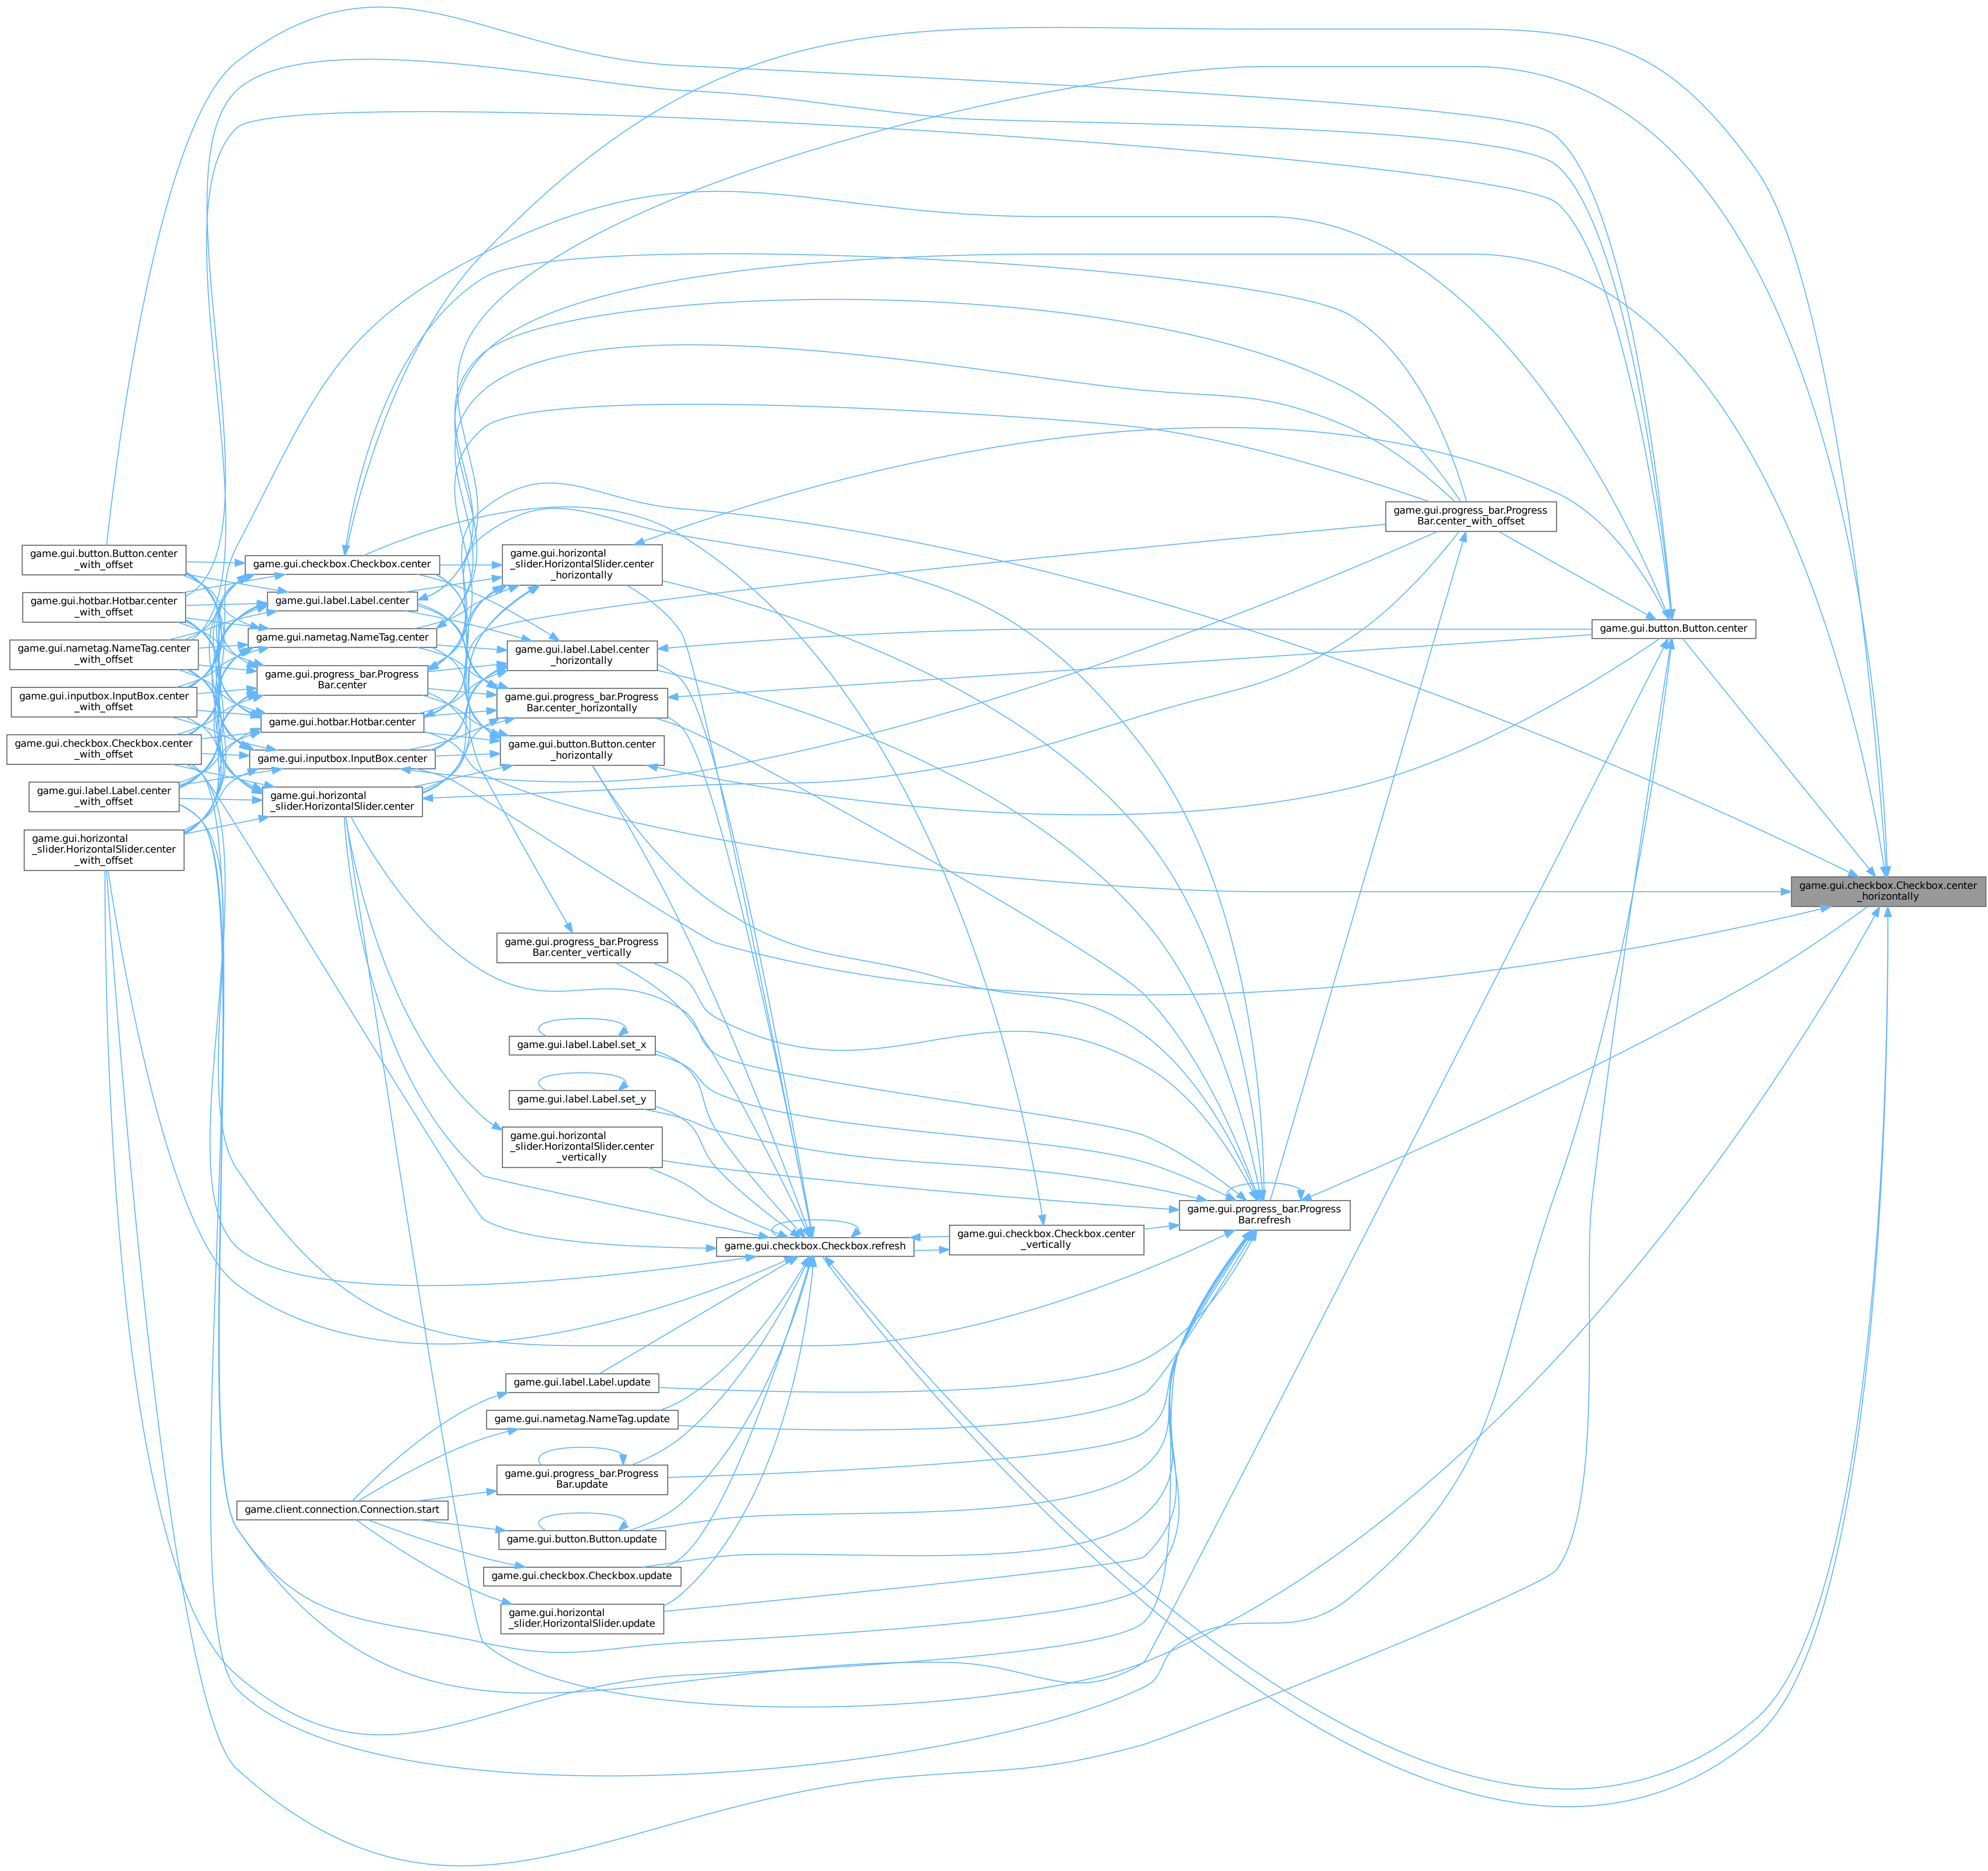 game.gui.progress_bar.Progress
Bar.center_with_offset
game.gui.button.Button.center
_with_offset
game.gui.checkbox.Checkbox.center
game.gui.horizontal
_slider.HorizontalSlider.center
_horizontally
game.gui.hotbar.Hotbar.center
_with_offset
game.gui.label.Label.center
game.gui.button.Button.center
game.gui.nametag.NameTag.center
_with_offset
game.gui.nametag.NameTag.center
game.gui.label.Label.center
_horizontally
game.gui.inputbox.InputBox.center
_with_offset
game.gui.progress_bar.Progress
Bar.center
game.gui.progress_bar.Progress
Bar.center_horizontally
game.gui.checkbox.Checkbox.center
_with_offset
game.gui.hotbar.Hotbar.center
game.gui.button.Button.center
_horizontally
game.gui.inputbox.InputBox.center
game.gui.label.Label.center
_with_offset
game.gui.horizontal
_slider.HorizontalSlider.center
game.gui.horizontal
_slider.HorizontalSlider.center
_with_offset
game.gui.checkbox.Checkbox.center
_horizontally
game.gui.progress_bar.Progress
Bar.center_vertically
game.gui.label.Label.set_x
game.gui.label.Label.set_y
game.gui.horizontal
_slider.HorizontalSlider.center
_vertically
game.gui.progress_bar.Progress
Bar.refresh
game.gui.checkbox.Checkbox.refresh
game.gui.checkbox.Checkbox.center
_vertically
game.gui.label.Label.update
game.gui.nametag.NameTag.update
game.gui.progress_bar.Progress
Bar.update
game.client.connection.Connection.start
game.gui.button.Button.update
game.gui.checkbox.Checkbox.update
game.gui.horizontal
_slider.HorizontalSlider.update